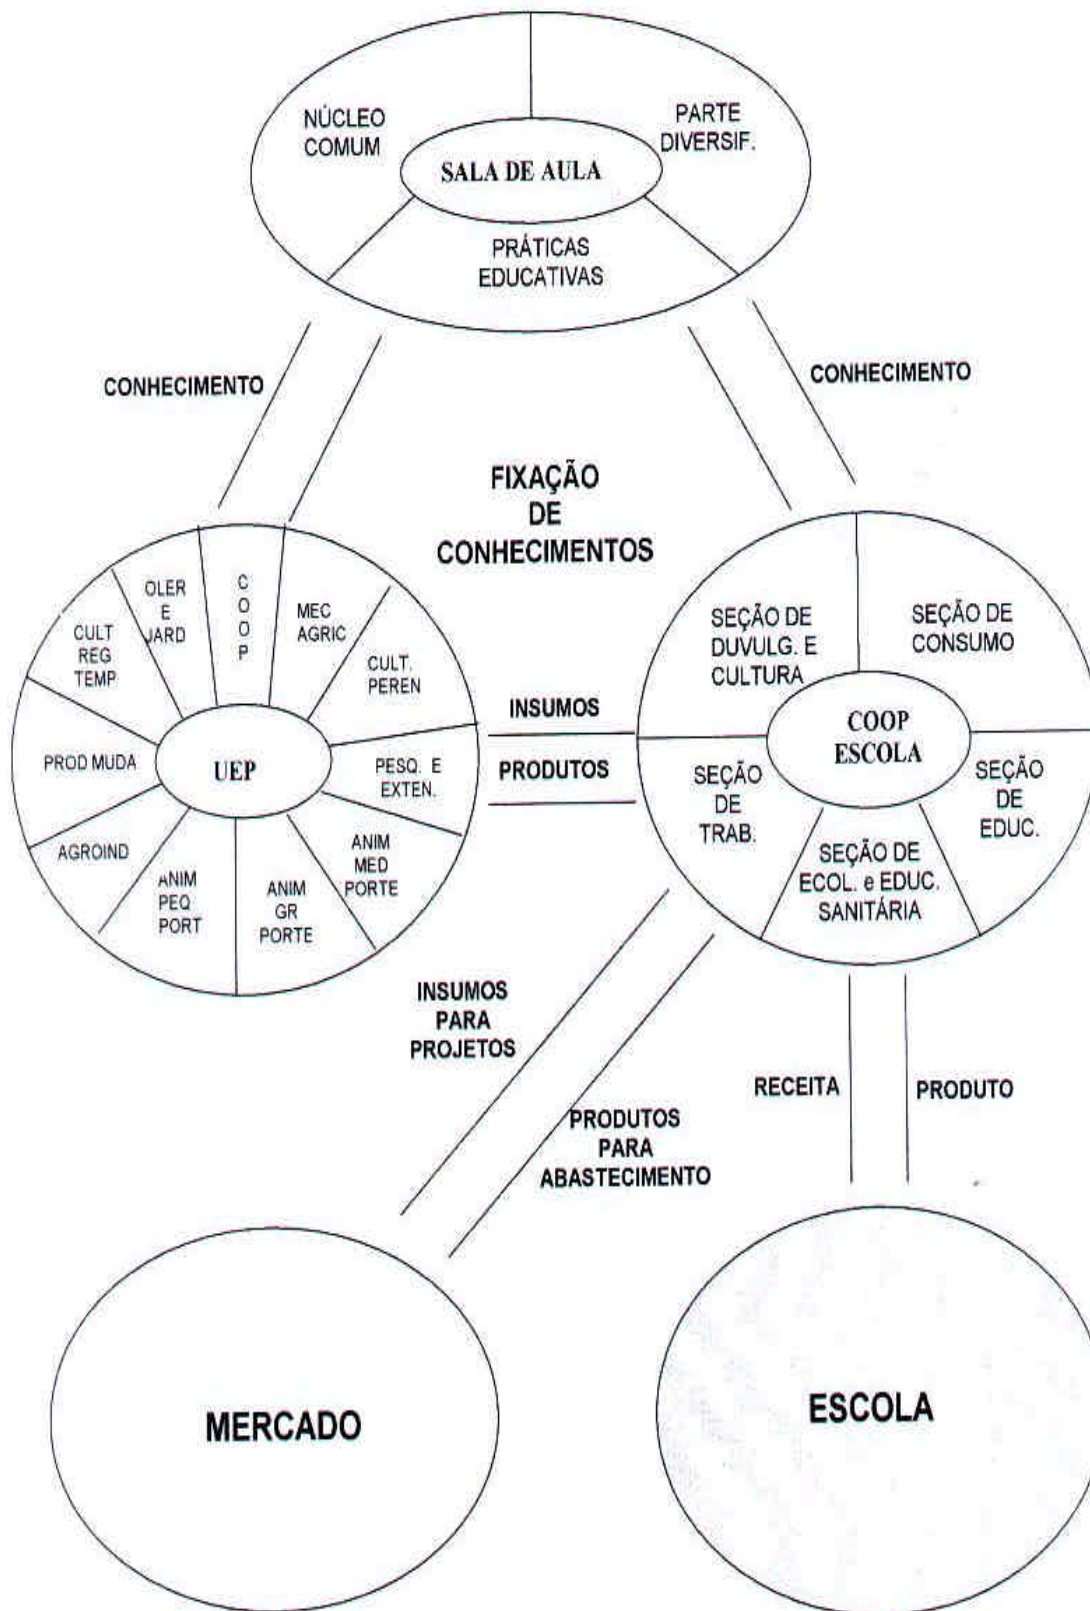 NÚCLEO
COMUM
PARTE
DIVERSIF.
SALA DE AULA
PRÁTICAS
EDUCATIVAS
CONHECIMENTO
CONHECIMENTO
FIXAÇÃO
DE
CONHECIMENTOS
OLER
E
JARD
C
O
O
P
MEC
AGRIC
CULT
REG
TEMP
CULT.
PEREN
PROD MUDA
UEP
PESQ. E
EXTEN.
AGROIND
ANIM
PEQ
PORT
ANIM
GR
PORTE
ANIM
MED
PORTE
INSUMOS
PRODUTOS
SEÇÃO DE
DUVULG. E
CULTURA
SEÇÃO DE
CONSUMO
COOP
ESCOLA
SEÇÃO
DE
TRAB.
SEÇÃO DE
ECOL. e EDUC.
SANITÁRIA
SEÇÃO
DE
EDUC.
INSUMOS
PARA
PROJETOS
PRODUTOS
PARA
ABASTECIMENTO
RECEITA
PRODUTO
MERCADO
ESCOLA